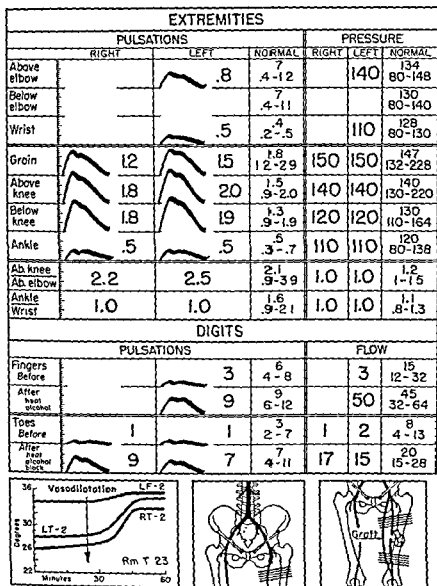 EXTREMITIES
PULSATIONS PRESSURE
RIGHT LEFT NORMAL RIGHT LEFT NORMAL
Above elbow .8 .7 .4-1.2 140 134 80-148
Below elbow .7 .4-1.1 130 80-140
Wrist .5 .4 .2-.5 110 128 80-130
Groin 1.2 1.5 1.8 1.2-2.9 150 150 147 132-228
Above knee 1.8 2.0 1.5 .9-2.0 140 140 140 130-220
Below knee 1.8 1.9 1.3 .9-1.9 120 120 130 110-164
Ankle .5 .5 .5 .3-.7 110 110 120 80-138
Ab. knee Ab. elbow 2.2 2.5 2.1 .9-3.9 1.0 1.0 1.2 1-1.5
Ankle Wrist 1.0 1.0 1.6 .9-2.1 1.0 1.0 1.1 .8-1.3
DIGITS
PULSATIONS FLOW
Fingers Before 3 6 4-8 3 15 12-32
After heat alcohol 9 9 6-12 50 45 32-64
Toes Before 1 1 3 2-7 1 2 8 4-13
After heat alcohol block 9 7 7 4-11 17 15 20 15-28
36 Vasodilatation LF-2
LT-2 RT-2
Degrees 30 26 22
Rm T 23
Minutes 30 60
Graft